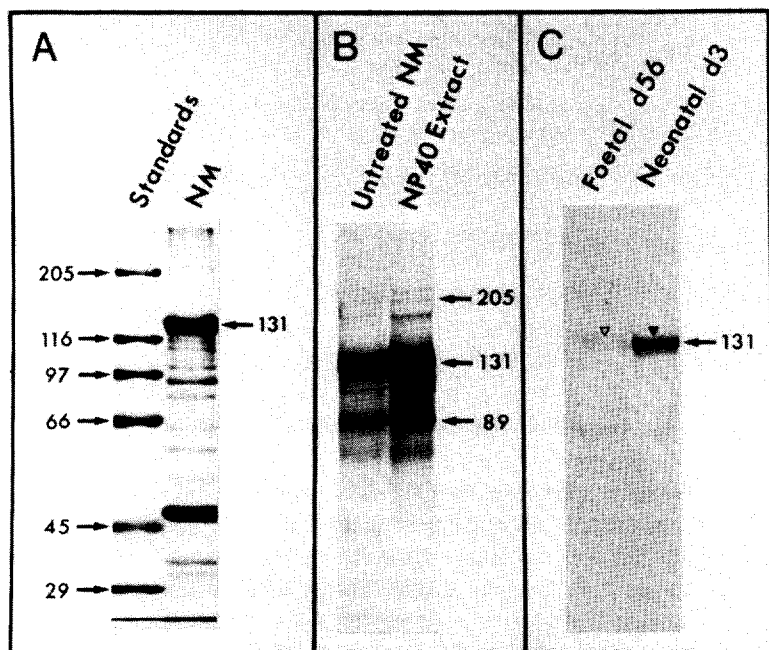 A
Standards
NM
205
116
97
66
45
29
131
B
Untreated NM
NP40 Extract
205
131
89
C
Foetal d56
Neonatal d3
131